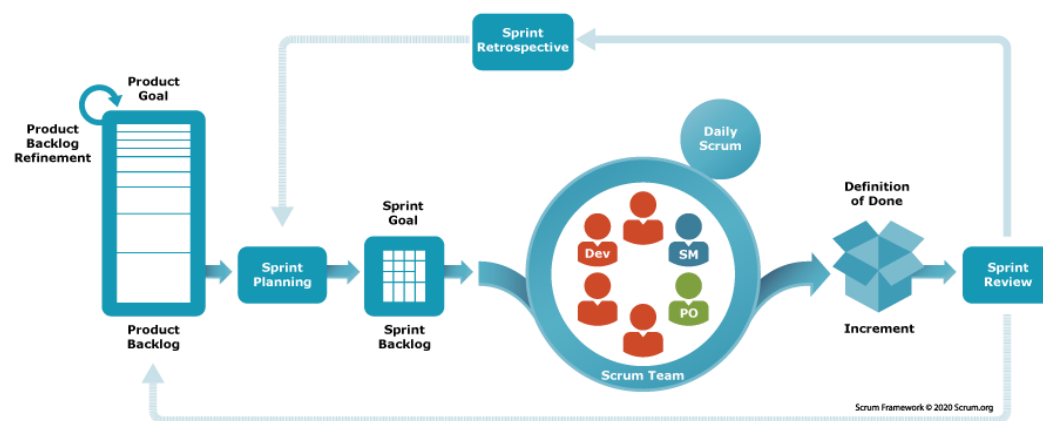 Sprint
Retrospective
Product
Goal
Product
Backlog
Refinement
Daily
Scrum
Sprint
Goal
Definition
of Done
Dev
SM
Sprint
Planning
Sprint
Review
PO
Product
Backlog
Sprint
Backlog
Increment
Scrum Team
Scrum Framework © 2020 Scrum.org